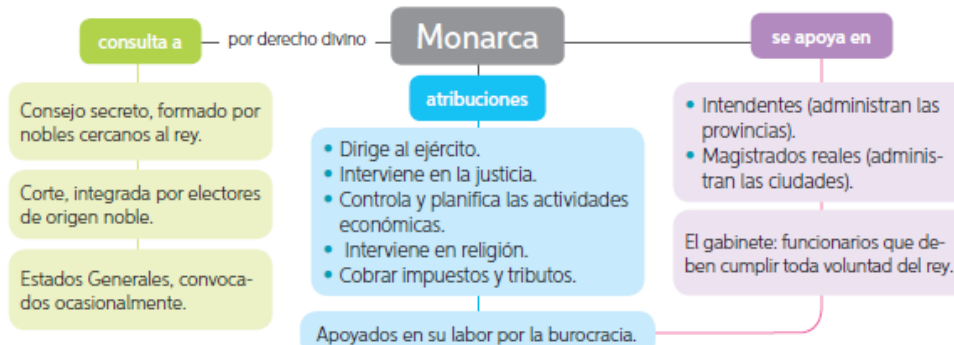 Monarca
por derecho divino
consulta a
Consejo secreto, formado por
nobles cercanos al rey.
Corte, integrada por electores
de origen noble.
Estados Generales, convoca-
dos ocasionalmente.
atribuciones
• Dirige al ejército.
• Interviene en la justicia.
• Controla y planifica las actividades
económicas.
• Interviene en religión.
• Cobrar impuestos y tributos.
Apoyados en su labor por la burocracia.
se apoya en
• Intendentes (administran las
provincias).
• Magistrados reales (adminis-
tran las ciudades).
El gabinete: funcionarios que de-
ben cumplir toda voluntad del rey.